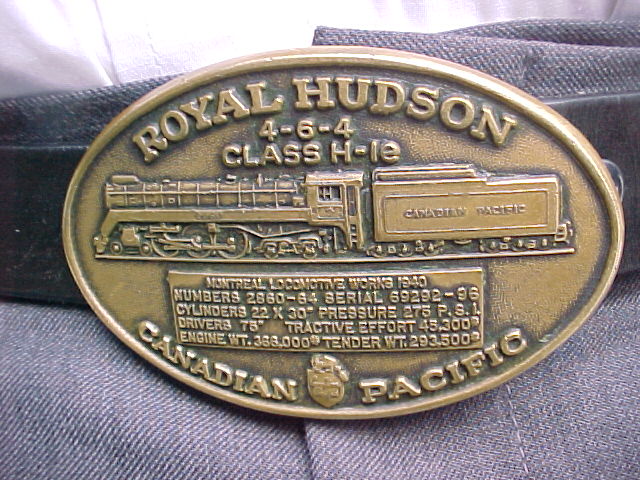 ROYAL HUDSON
4-6-4
CLASS H-1e
CANADIAN PACIFIC
MONTREAL LOCOMOTIVE WORKS 1940
NUMBERS 2860-64 SERIAL 69292-96
CYLINDERS 22 X 30" PRESSURE 275 P.S.I.
DRIVERS 75" TRACTIVE EFFORT 45,300#
ENGINE WT. 366,000# TENDER WT. 293,500#
CANADIAN PACIFIC